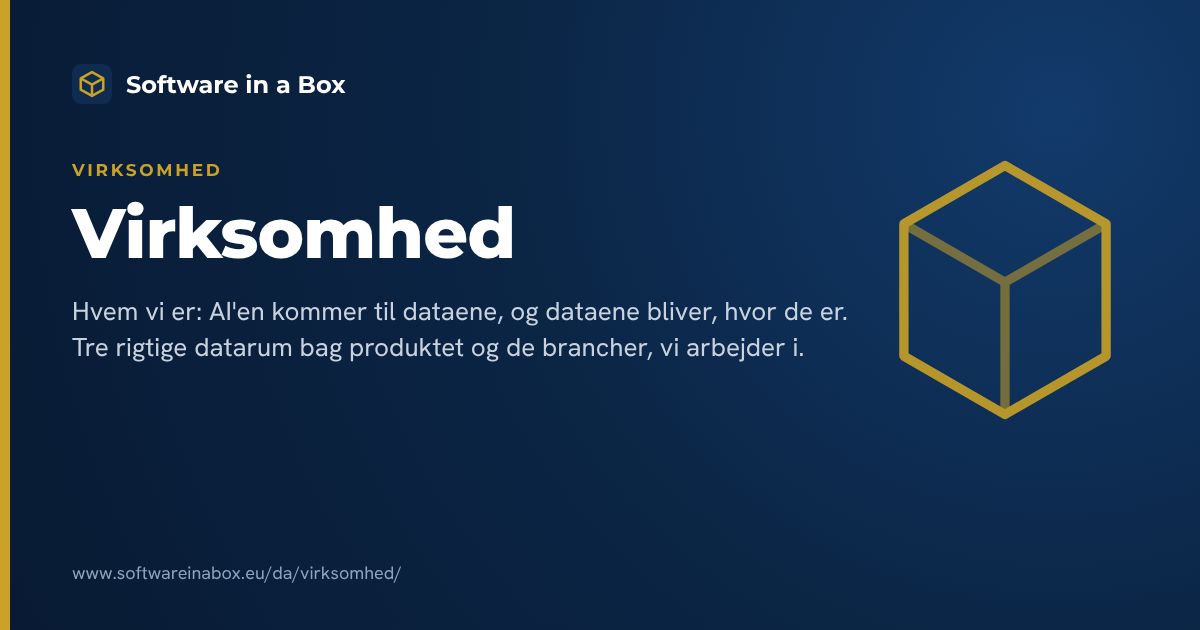 Software in a Box
VIRKSOMHED
Virksomhed
Hvem vi er: AI'en kommer til dataene, og dataene bliver, hvor de er.
Tre rigtige datarum bag produktet og de brancher, vi arbejder i.
www.softwareinabox.eu/da/virksomhed/